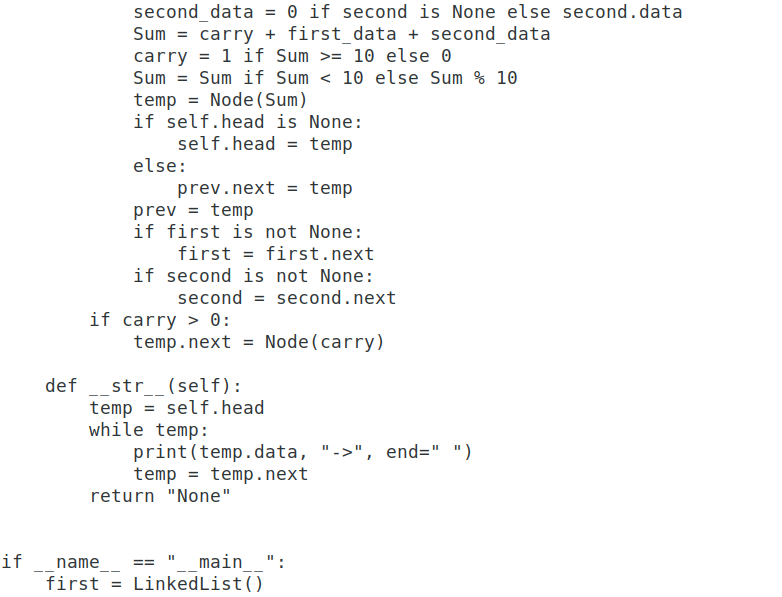 second_data = 0 if second is None else second.data
            Sum = carry + first_data + second_data
            carry = 1 if Sum >= 10 else 0
            Sum = Sum if Sum < 10 else Sum % 10
            temp = Node(Sum)
            if self.head is None:
                self.head = temp
            else:
                prev.next = temp
            prev = temp
            if first is not None:
                first = first.next
            if second is not None:
                second = second.next
        if carry > 0:
            temp.next = Node(carry)

    def __str__(self):
        temp = self.head
        while temp:
            print(temp.data, "->", end=" ")
            temp = temp.next
        return "None"


if __name__ == "__main__":
    first = LinkedList()